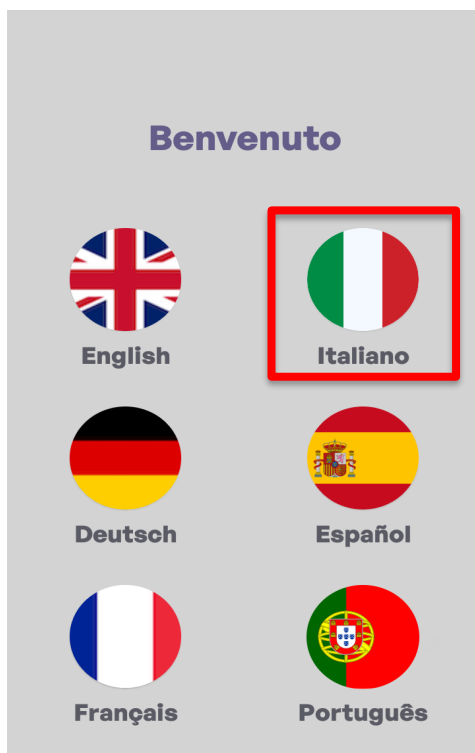 Benvenuto
English
Italiano
Deutsch
Español
Français
Português